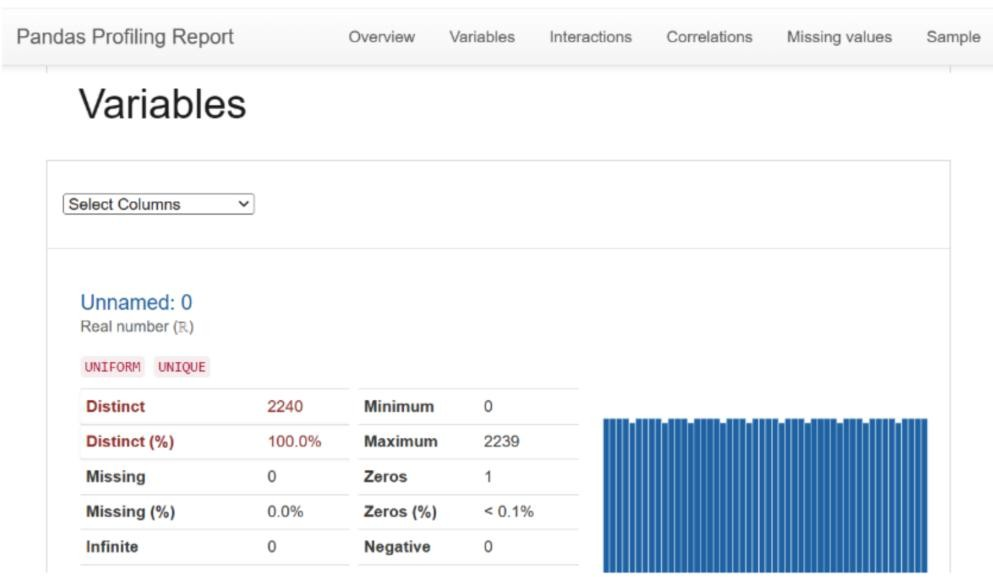 Pandas Profiling Report Overview Variables Interactions Correlations Missing values Sample
Variables
Select Columns
Unnamed: 0
Real number (ℝ)
UNIFORM UNIQUE
Distinct 2240 Minimum 0
Distinct (%) 100.0% Maximum 2239
Missing 0 Zeros 1
Missing (%) 0.0% Zeros (%) < 0.1%
Infinite 0 Negative 0